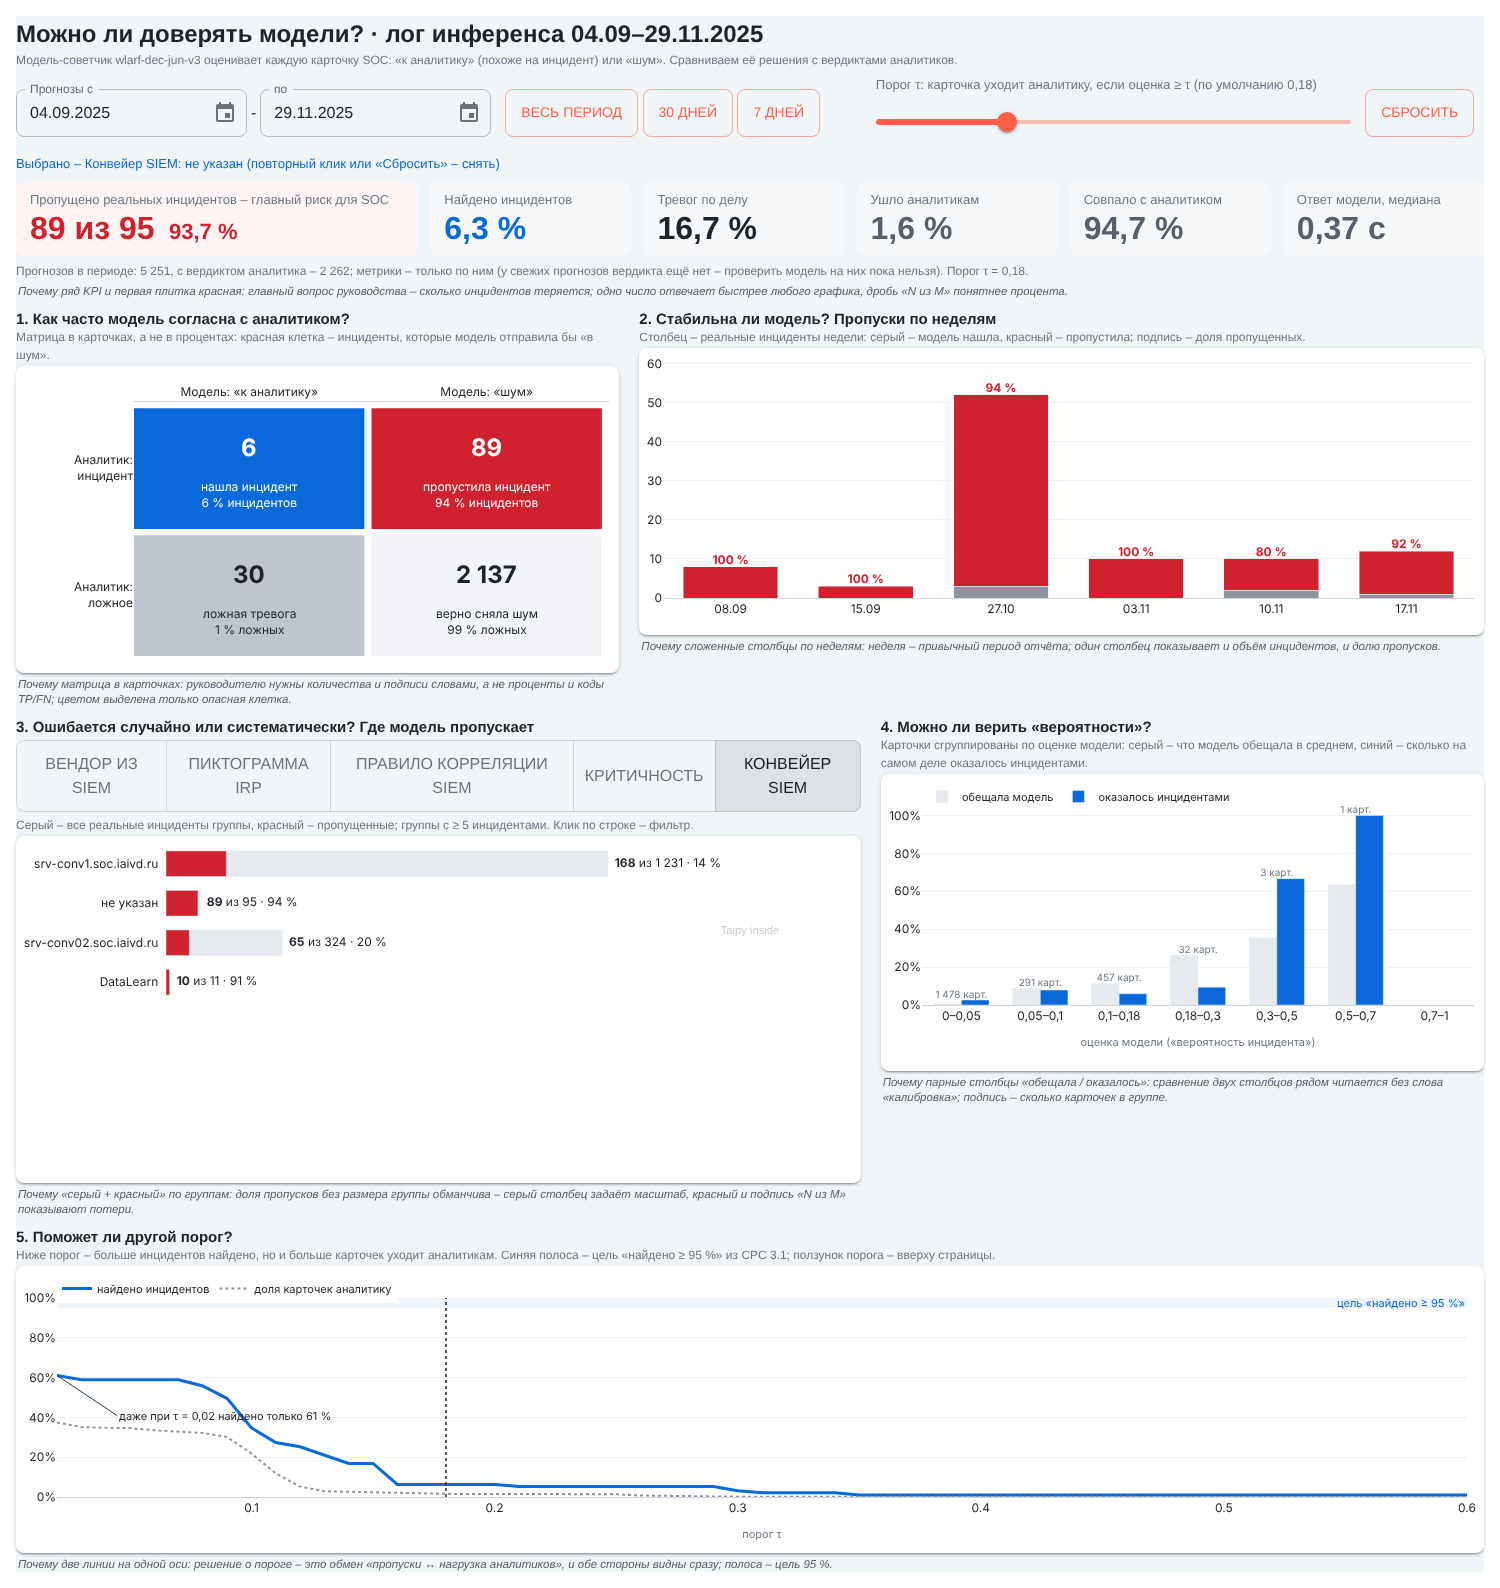 Можно ли доверять модели? · лог инференса 04.09–29.11.2025
Модель-советчик wlarf-dec-jun-v3 оценивает каждую карточку SOC: «к аналитику» (похоже на инцидент) или «шум». Сравниваем её решения с вердиктами аналитиков.
Прогнозы с
04.09.2025
-
по
29.11.2025
ВЕСЬ ПЕРИОД
30 ДНЕЙ
7 ДНЕЙ
Порог τ: карточка уходит аналитику, если оценка ≥ τ (по умолчанию 0,18)
СБРОСИТЬ
Выбрано – Конвейер SIEM: не указан (повторный клик или «Сбросить» – снять)
Пропущено реальных инцидентов – главный риск для SOC
89 из 95 93,7 %
Найдено инцидентов
6,3 %
Тревог по делу
16,7 %
Ушло аналитикам
1,6 %
Совпало с аналитиком
94,7 %
Ответ модели, медиана
0,37 с
Прогнозов в периоде: 5 251, с вердиктом аналитика – 2 262; метрики – только по ним (у свежих прогнозов вердикта ещё нет – проверить модель на них пока нельзя). Порог τ = 0,18.
Почему ряд KPI и первая плитка красная: главный вопрос руководства – сколько инцидентов теряется; одно число отвечает быстрее любого графика, дробь «N из M» понятнее процента.
1. Как часто модель согласна с аналитиком?
Матрица в карточках, а не в процентах: красная клетка – инциденты, которые модель отправила бы «в
шум».
Модель: «к аналитику»
Модель: «шум»
Аналитик:
инцидент
6
нашла инцидент
6 % инцидентов
89
пропустила инцидент
94 % инцидентов
Аналитик:
ложное
30
ложная тревога
1 % ложных
2 137
верно сняла шум
99 % ложных
Почему матрица в карточках: руководителю нужны количества и подписи словами, а не проценты и коды
TP/FN; цветом выделена только опасная клетка.
2. Стабильна ли модель? Пропуски по неделям
Столбец – реальные инциденты недели: серый – модель нашла, красный – пропустила; подпись – доля пропущенных.
60
50
40
30
20
10
0
100 %
100 %
94 %
100 %
80 %
92 %
08.09
15.09
27.10
03.11
10.11
17.11
Почему сложенные столбцы по неделям: неделя – привычный период отчёта; один столбец показывает и объём инцидентов, и долю пропусков.
3. Ошибается случайно или систематически? Где модель пропускает
ВЕНДОР ИЗ
SIEM
ПИКТОГРАММА
IRP
ПРАВИЛО КОРРЕЛЯЦИИ
SIEM
КРИТИЧНОСТЬ
КОНВЕЙЕР
SIEM
Серый – все реальные инциденты группы, красный – пропущенные; группы с ≥ 5 инцидентами. Клик по строке – фильтр.
srv-conv1.soc.iaivd.ru
168 из 1 231 · 14 %
не указан
89 из 95 · 94 %
srv-conv02.soc.iaivd.ru
65 из 324 · 20 %
DataLearn
10 из 11 · 91 %
Taipy inside
Почему «серый + красный» по группам: доля пропусков без размера группы обманчива – серый столбец задаёт масштаб, красный и подпись «N из M»
показывают потери.
4. Можно ли верить «вероятности»?
Карточки сгруппированы по оценке модели: серый – что модель обещала в среднем, синий – сколько на
самом деле оказалось инцидентами.
обещала модель
оказалось инцидентами
100%
80%
60%
40%
20%
0%
1 478 карт.
291 карт.
457 карт.
32 карт.
3 карт.
1 карт.
0–0,05
0,05–0,1
0,1–0,18
0,18–0,3
0,3–0,5
0,5–0,7
0,7–1
оценка модели («вероятность инцидента»)
Почему парные столбцы «обещала / оказалось»: сравнение двух столбцов рядом читается без слова
«калибровка»; подпись – сколько карточек в группе.
5. Поможет ли другой порог?
Ниже порог – больше инцидентов найдено, но и больше карточек уходит аналитикам. Синяя полоса – цель «найдено ≥ 95 %» из СРС 3.1; ползунок порога – вверху страницы.
найдено инцидентов
доля карточек аналитику
цель «найдено ≥ 95 %»
100%
80%
60%
40%
20%
0%
даже при τ = 0,02 найдено только 61 %
0.1
0.2
0.3
0.4
0.5
0.6
порог τ
Почему две линии на одной оси: решение о пороге – это обмен «пропуски ↔ нагрузка аналитиков», и обе стороны видны сразу; полоса – цель 95 %.